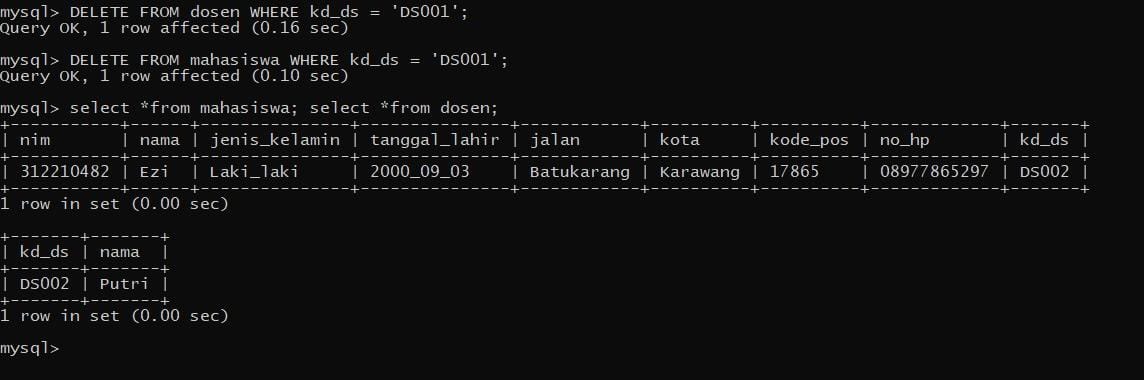 mysql> DELETE FROM dosen WHERE kd_ds = 'DS001';
Query OK, 1 row affected (0.16 sec)
mysql> DELETE FROM mahasiswa WHERE kd_ds = 'DS001';
Query OK, 1 row affected (0.10 sec)
mysql> select *from mahasiswa; select *from dosen;
+-----------+------+---------------+---------------+------------+----------+----------+-------------+-------+
| nim       | nama | jenis_kelamin | tanggal_lahir | jalan      | kota     | kode_pos | no_hp       | kd_ds |
+-----------+------+---------------+---------------+------------+----------+----------+-------------+-------+
| 312210482 | Ezi  | Laki_laki     | 2000_09_03    | Batukarang | Karawang | 17865    | 08977865297 | DS002 |
+-----------+------+---------------+---------------+------------+----------+----------+-------------+-------+
1 row in set (0.00 sec)
+-------+-------+
| kd_ds | nama  |
+-------+-------+
| DS002 | Putri |
+-------+-------+
1 row in set (0.00 sec)
mysql>